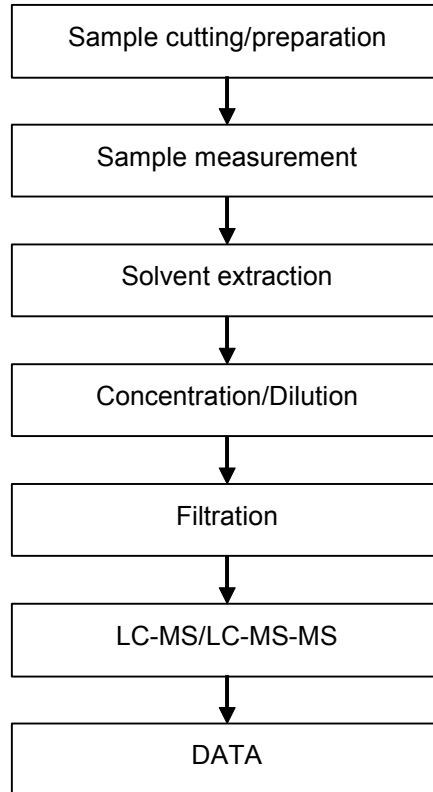 Sample cutting/preparation
Sample measurement
Solvent extraction
Concentration/Dilution
Filtration
LC-MS/LC-MS-MS
DATA